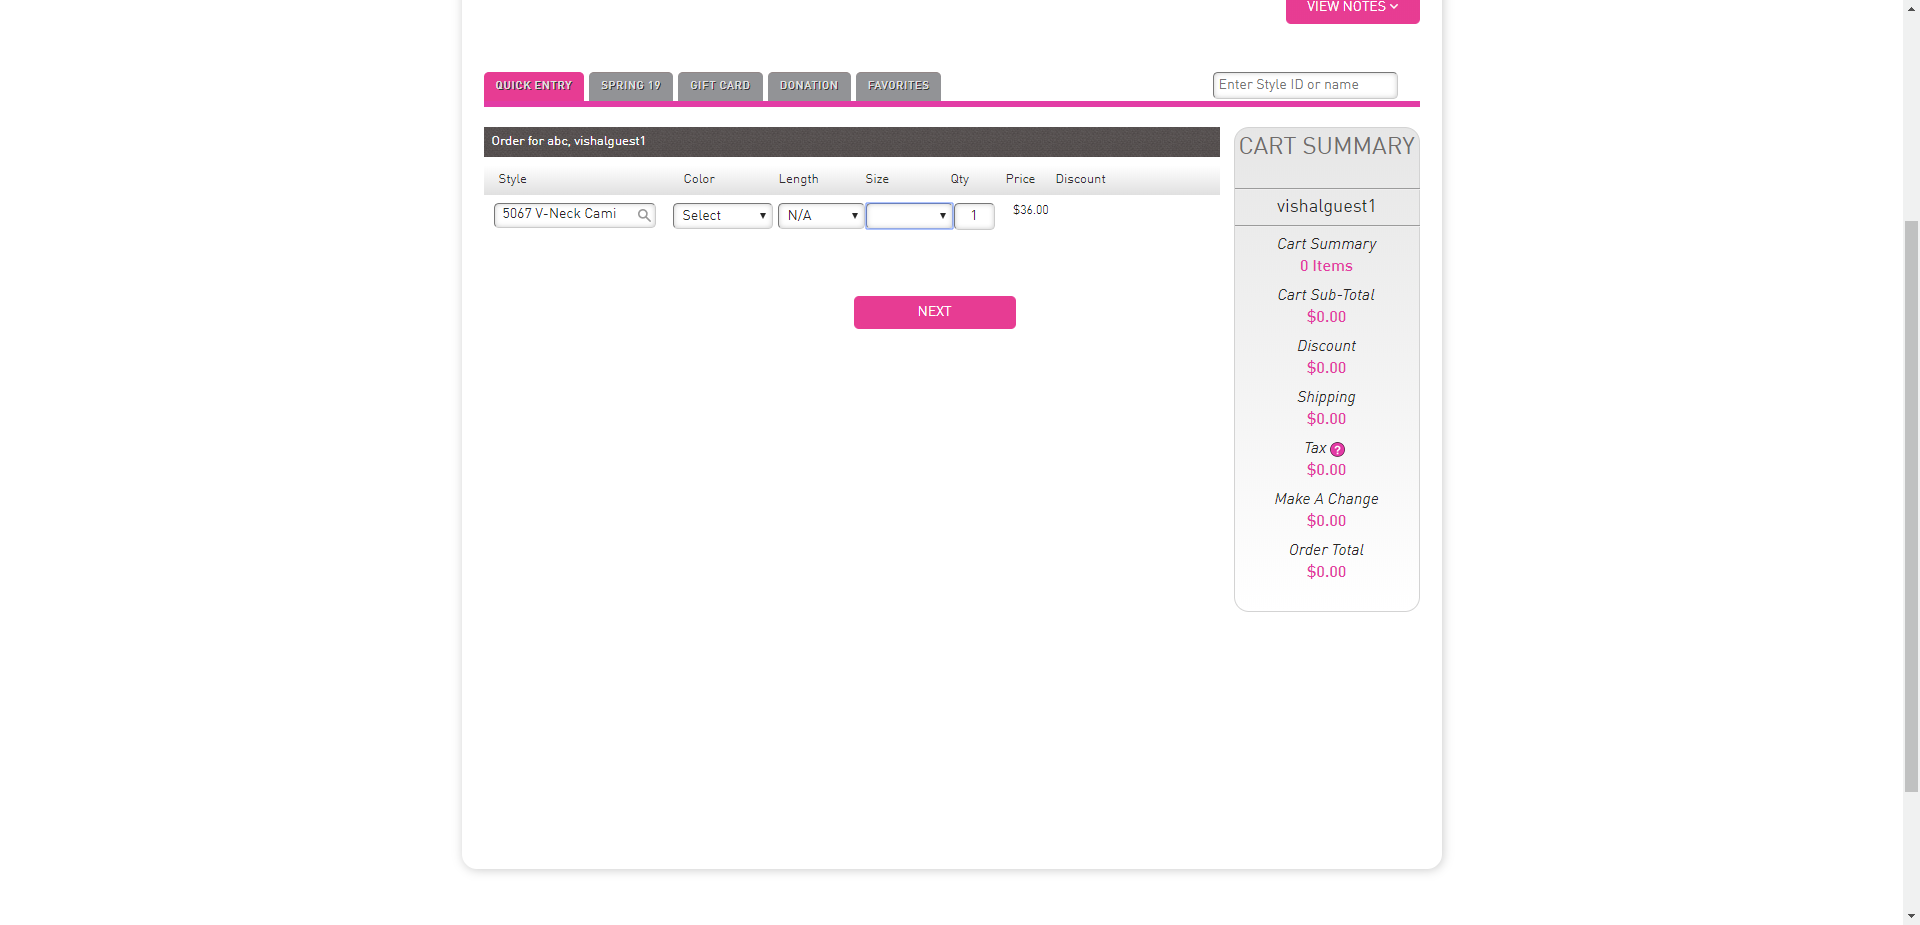 VIEW NOTES
QUICK ENTRY
SPRING 19
GIFT CARD
DONATION
FAVORITES
Enter Style ID or name
Order for abc, vishalguest1
Style
Color
Length
Size
Qty
Price
Discount
5067 V-Neck Cami
Select
N/A
1
$36.00
NEXT
CART SUMMARY
vishalguest1
Cart Summary
0 Items
Cart Sub-Total
$0.00
Discount
$0.00
Shipping
$0.00
Tax ?
$0.00
Make A Change
$0.00
Order Total
$0.00